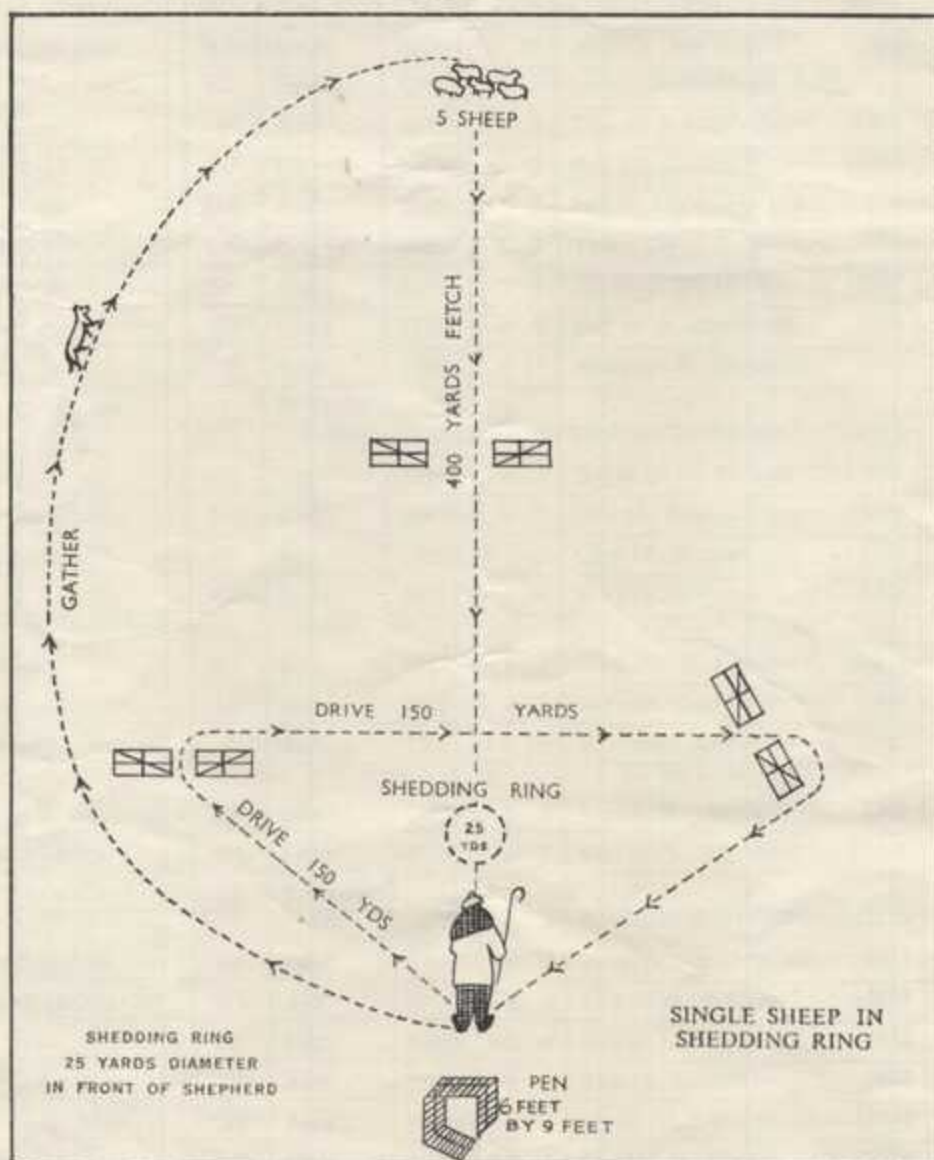 5 SHEEP
400 YARDS FETCH
GATHER
DRIVE 150 YARDS
SHEDDING RING
25
YDS
DRIVE 150 YDS
SHEDDING RING
25 YARDS DIAMETER
IN FRONT OF SHEPHERD
SINGLE SHEEP IN
SHEDDING RING
PEN
6 FEET
BY 9 FEET